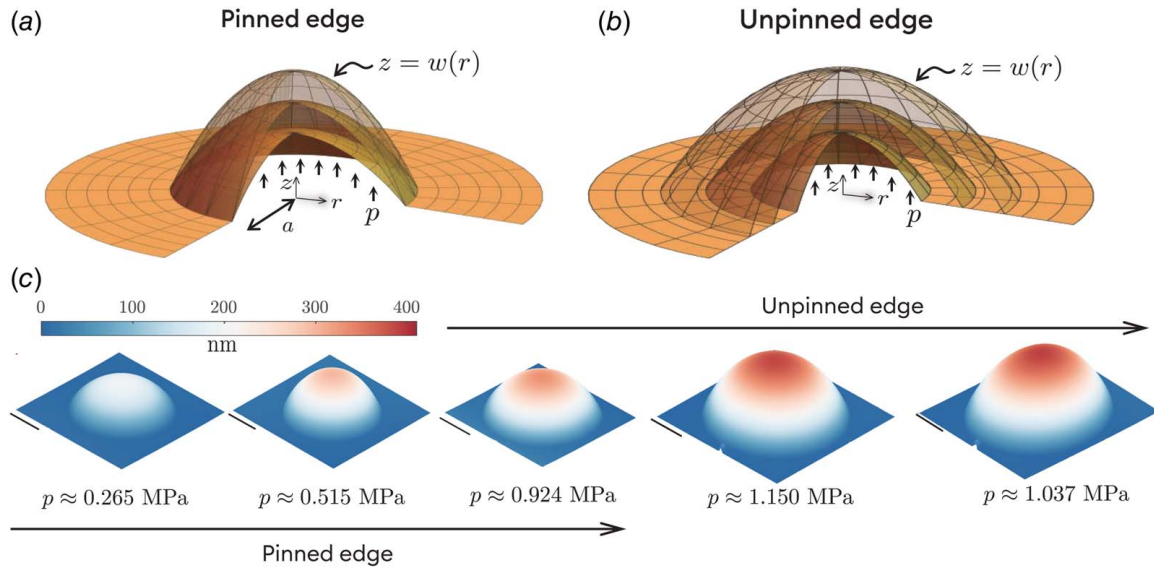 (a)
Pinned edge
z = w(r)
z
r
a
p
(b)
Unpinned edge
z = w(r)
z
r
p
(c)
0 100 200 300 400
nm
Unpinned edge
p ≈ 0.265 MPa
p ≈ 0.515 MPa
p ≈ 0.924 MPa
p ≈ 1.150 MPa
p ≈ 1.037 MPa
Pinned edge